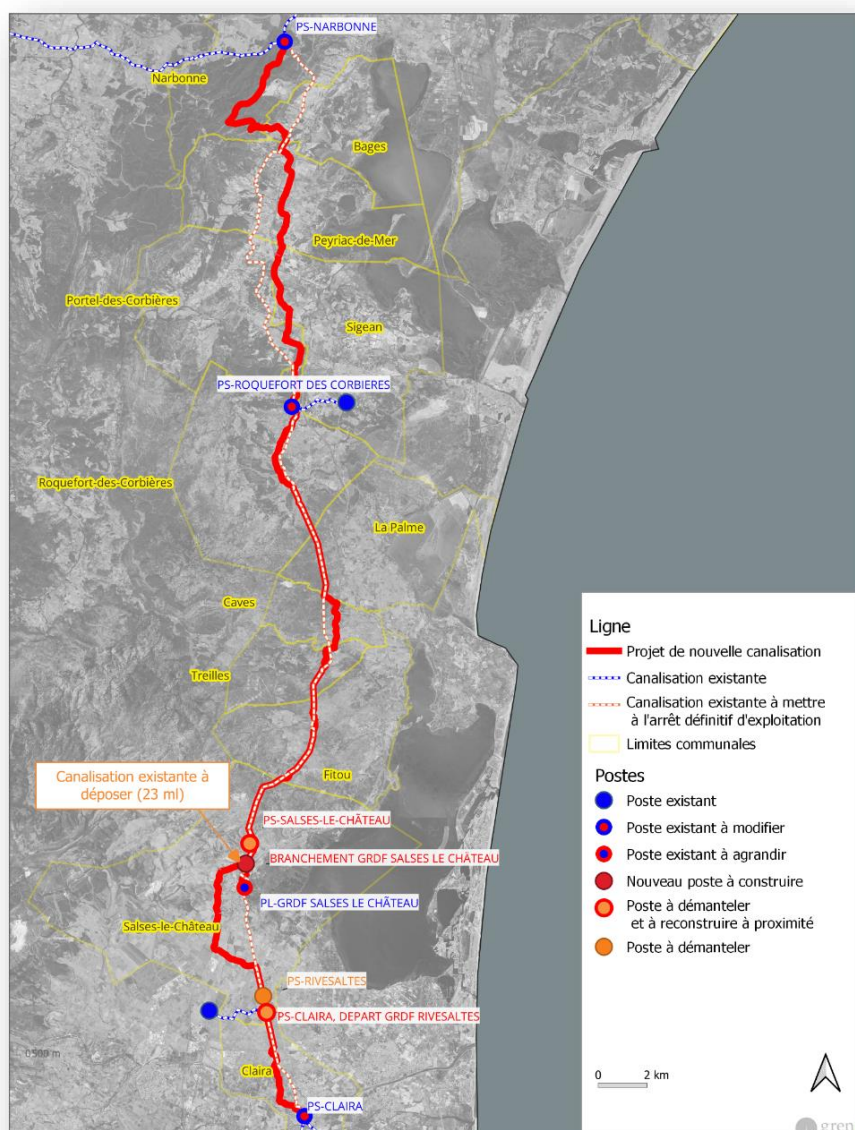 PS-NARBONNE
Narbonne
Bages
Peyriac-de-Mer
Portel-des-Corbières
Sigean
PS-ROQUEFORT DES CORBIERES
Roquefort-des-Corbières
La Palme
Caves
Treilles
Fitou
Canalisation existante à
déposer (23 ml)
PS-SALSES-LE-CHÂTEAU
BRANCHEMENT GRDF SALSES LE CHÂTEAU
PL-GRDF SALSES LE CHÂTEAU
Salses-le-Château
PS-RIVESALTES
PS-CLAIRA, DEPART GRDF RIVESALTES
Claira
PS-CLAIRA
Ligne
Projet de nouvelle canalisation
Canalisation existante
Canalisation existante à mettre
à l'arrêt définitif d'exploitation
Limites communales
Postes
Poste existant
Poste existant à modifier
Poste existant à agrandir
Nouveau poste à construire
Poste à démanteler
et à reconstruire à proximité
Poste à démanteler
0 2 km